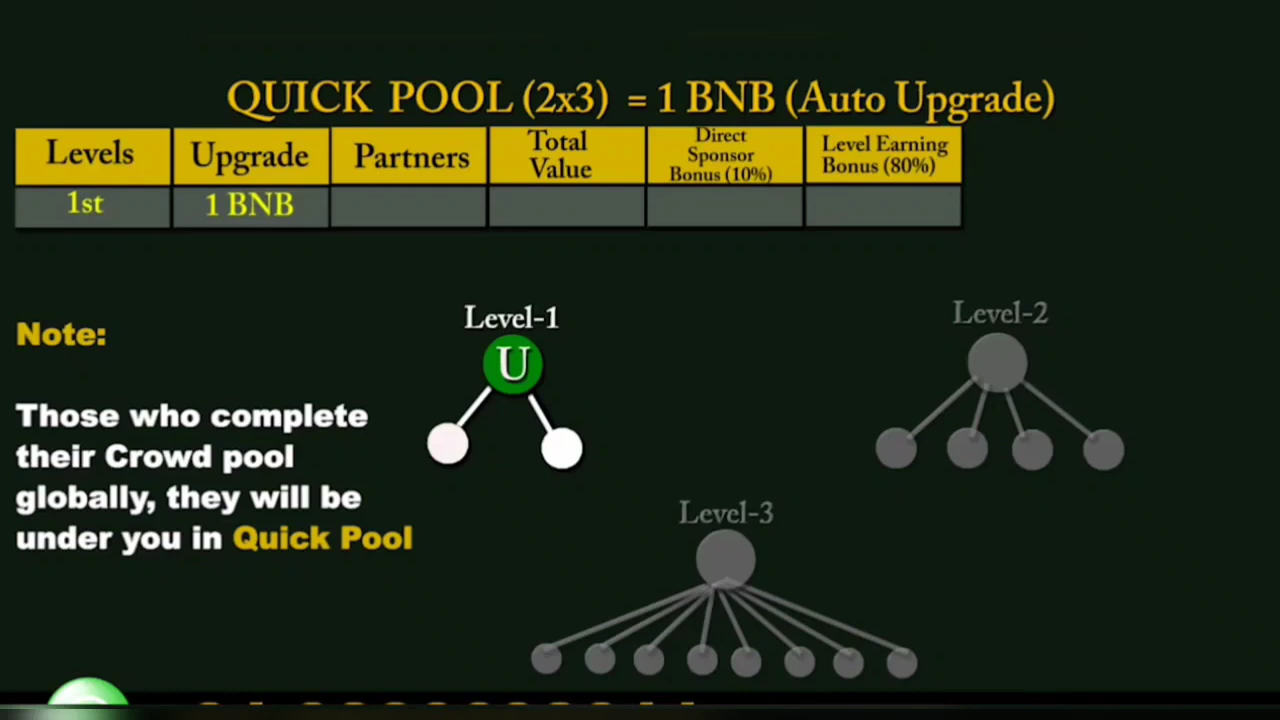 QUICK POOL (2x3) = 1 BNB (Auto Upgrade)
Levels Upgrade Partners Total Value Direct Sponsor Bonus (10%) Level Earning Bonus (80%)
1st 1 BNB
Level-1
U
Level-2
Note:
Those who complete
their Crowd pool
globally, they will be
under you in Quick Pool
Level-3